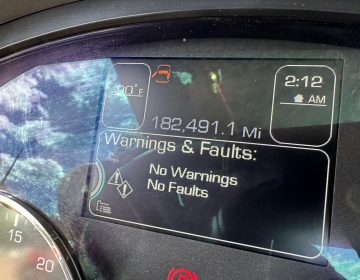 90°F
2:12
AM
182,491.1 Mi
Warnings & Faults:
No Warnings
No Faults
15
20